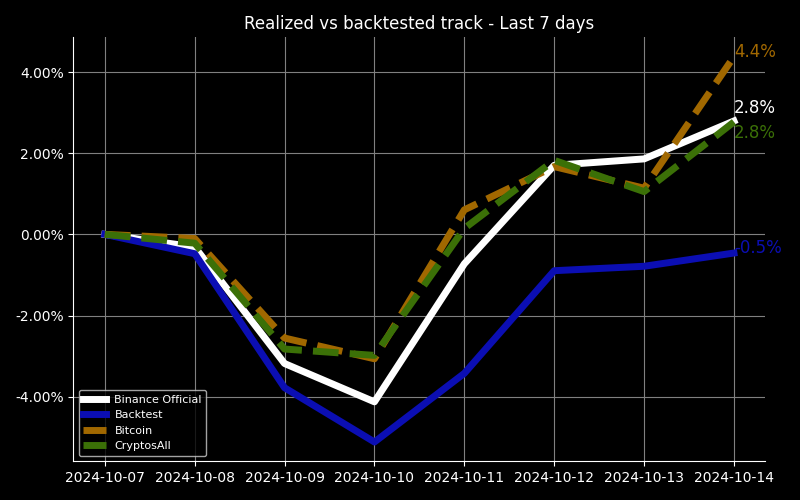 Realized vs backtested track - Last 7 days
4.4%
4.00%
2.8%
2.8%
2.00%
0.00%
-0.5%
-2.00%
-4.00%
Binance Official
Backtest
Bitcoin
CryptosAll
2024-10-07 2024-10-08 2024-10-09 2024-10-10 2024-10-11 2024-10-12 2024-10-13 2024-10-14